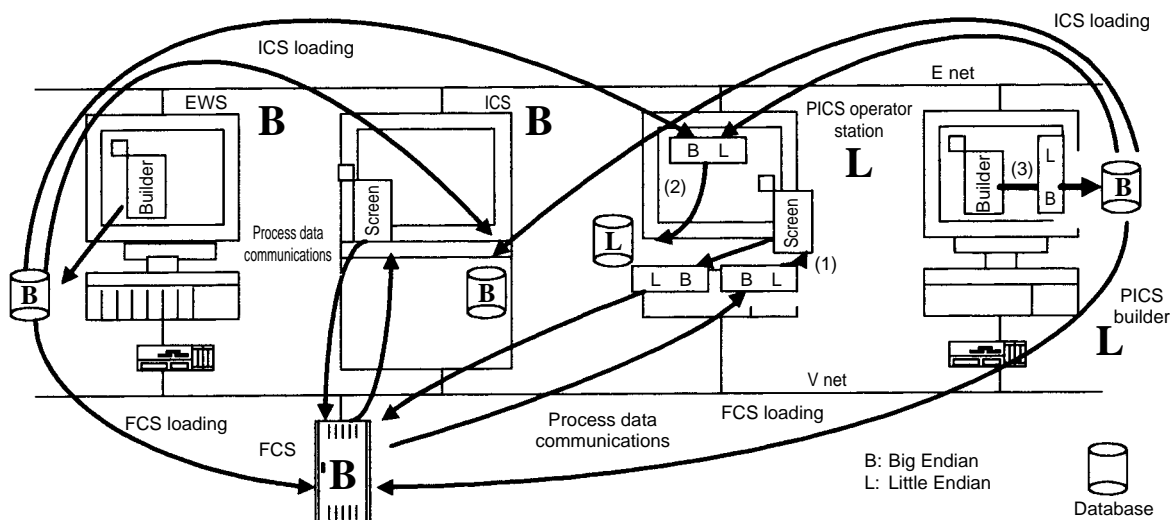 ICS loading
ICS loading
E net
EWS
B
ICS
B
PICS operator
station
L
B L
(2)
Builder
Screen
Process data
communications
L
Screen
(1)
L B
B L
Builder
(3)
L
B
B
B
B
PICS
builder
L
V net
FCS loading
FCS
B
Process data
communications
FCS loading
B: Big Endian
L: Little Endian
Database